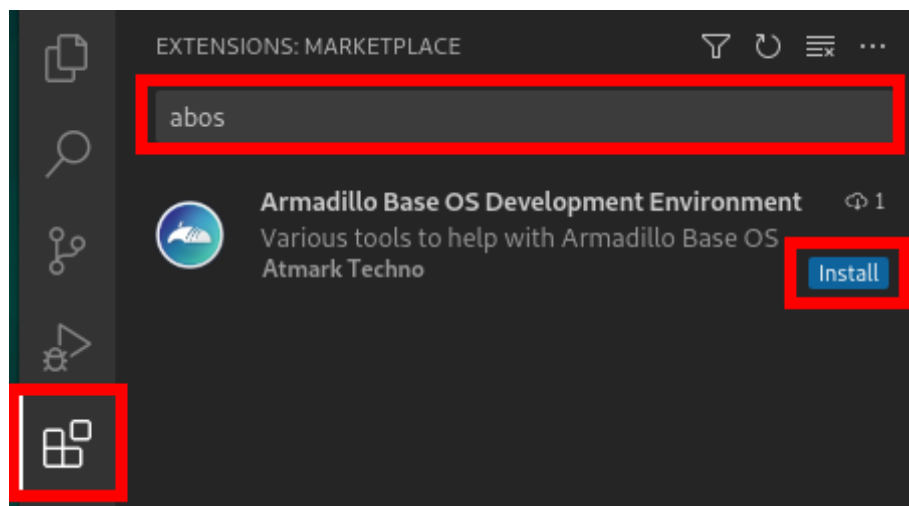 EXTENSIONS: MARKETPLACE
abos
Armadillo Base OS Development Environment 1
Various tools to help with Armadillo Base OS
Atmark Techno
Install